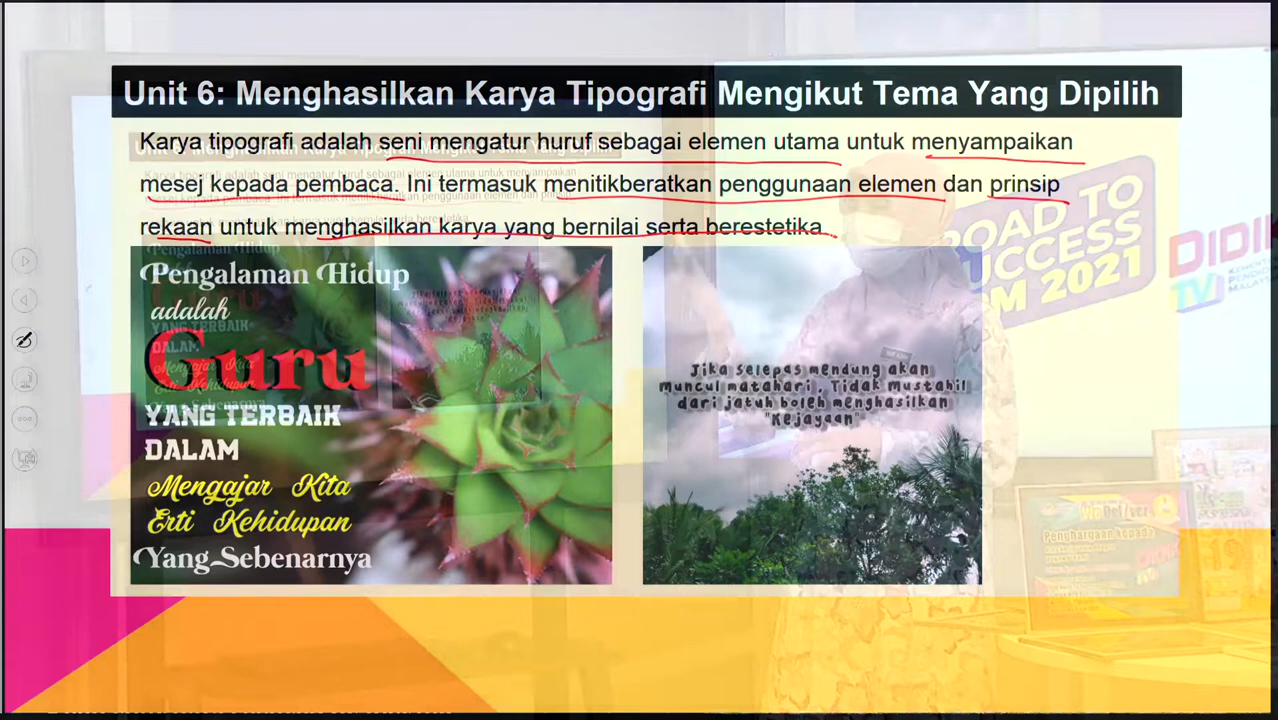 Unit 6: Menghasilkan Karya Tipografi Mengikut Tema Yang Dipilih
Karya tipografi adalah seni mengatur huruf sebagai elemen utama untuk menyampaikan
mesej kepada pembaca. Ini termasuk menitikberatkan penggunaan elemen dan prinsip
rekaan untuk menghasilkan karya yang bernilai serta berestetika.
Pengalaman Hidup
adalah
Guru
YANG TERBAIK
DALAM
Mengajar Kita
Erti Kehidupan
Yang Sebenarnya
Jika selepas mendung akan
muncul matahari, Tidak mustahil
dari jatuh boleh menghasilkan
"Kejayaan"
ROAD TO
SUCCESS
SPM 2021
DIDIK
TV
Penghargaan kepada